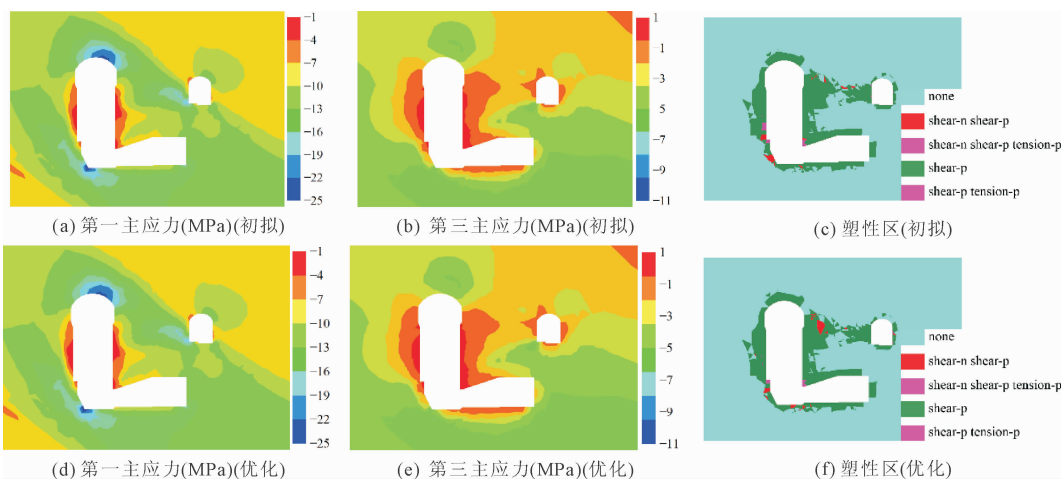 -1
-4
-7
-10
-13
-16
-19
-22
-25
(a) 第一主应力(MPa)(初拟)
1
-1
-3
5
-7
-9
-11
(b) 第三主应力(MPa)(初拟)
none
shear-n shear-p
shear-n shear-p tension-p
shear-p
shear-p tension-p
(c) 塑性区(初拟)
-1
-4
-7
-10
-13
-16
-19
-22
-25
(d) 第一主应力(MPa)(优化)
1
-1
-3
-5
-7
-9
-11
(e) 第三主应力(MPa)(优化)
none
shear-n shear-p
shear-n shear-p tension-p
shear-p
shear-p tension-p
(f) 塑性区(优化)